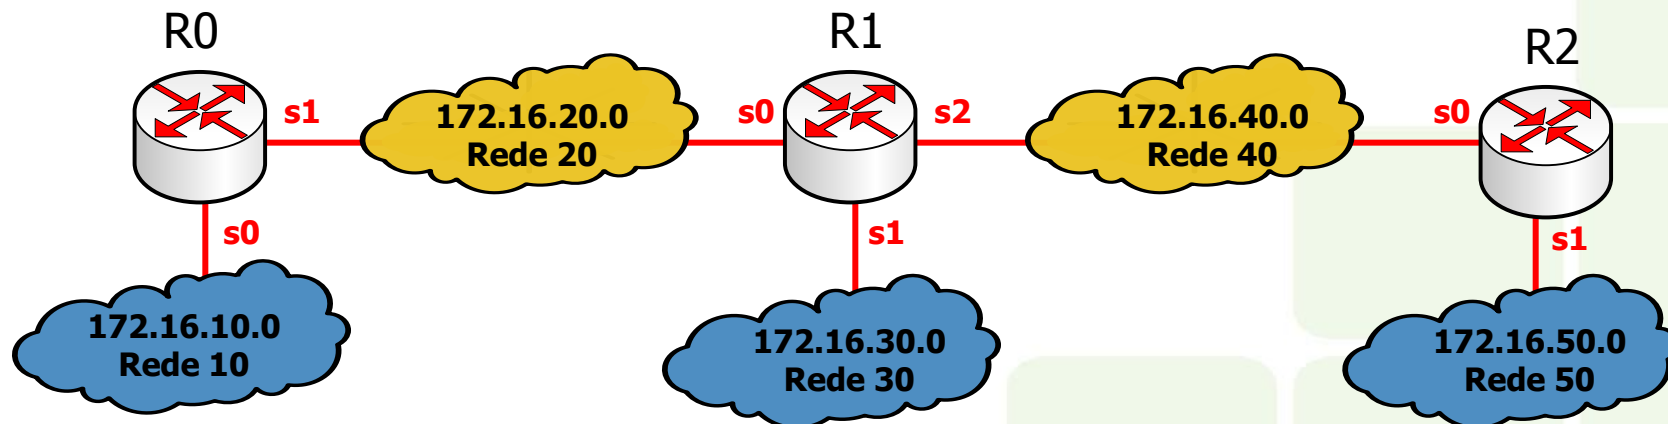 R0
R1
R2
s1
172.16.20.0
Rede 20
s0
s2
172.16.40.0
Rede 40
s0
s0
s1
s1
172.16.10.0
Rede 10
172.16.30.0
Rede 30
172.16.50.0
Rede 50